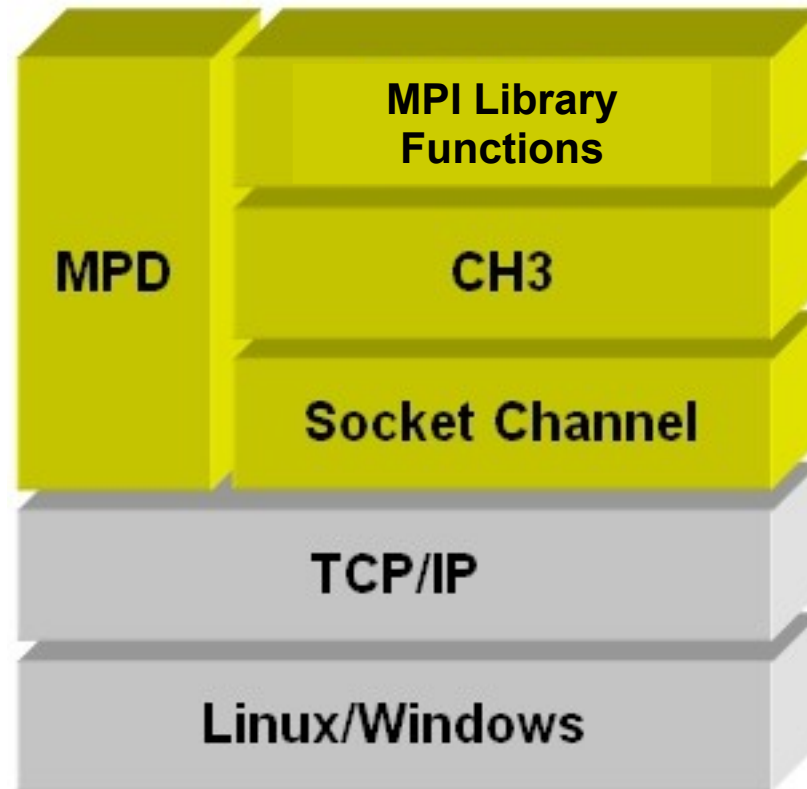 MPI Library
Functions
MPD
CH3
Socket Channel
TCP/IP
Linux/Windows